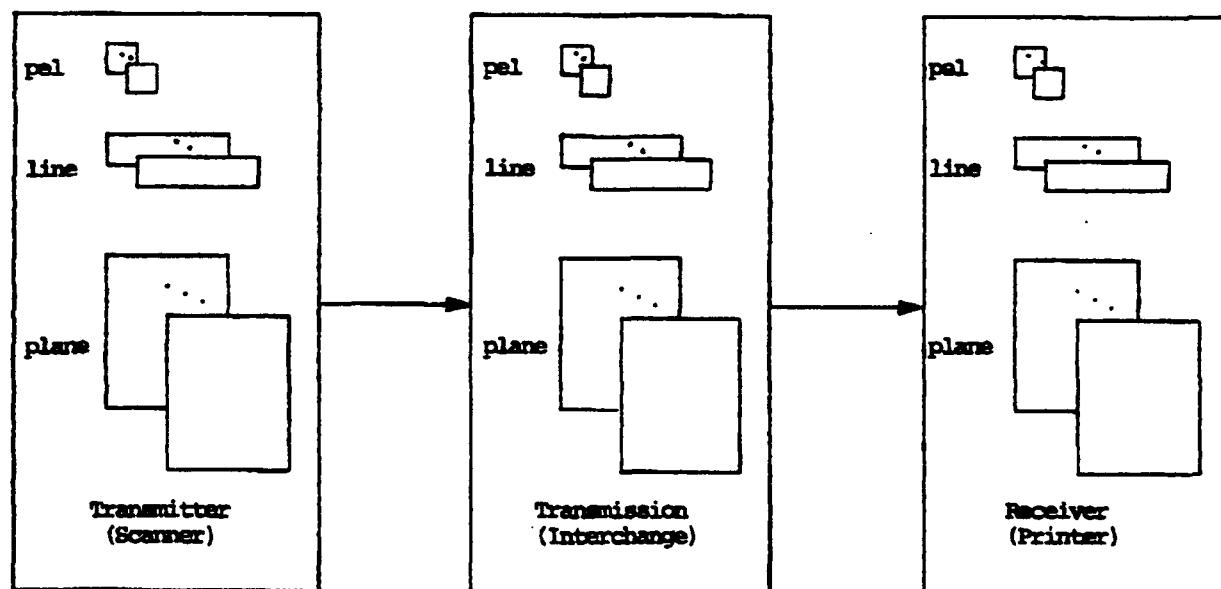 pel
line
plane
Transmitter
(Scanner)
pel
line
plane
Transmission
(Interchange)
pel
line
plane
Receiver
(Printer)